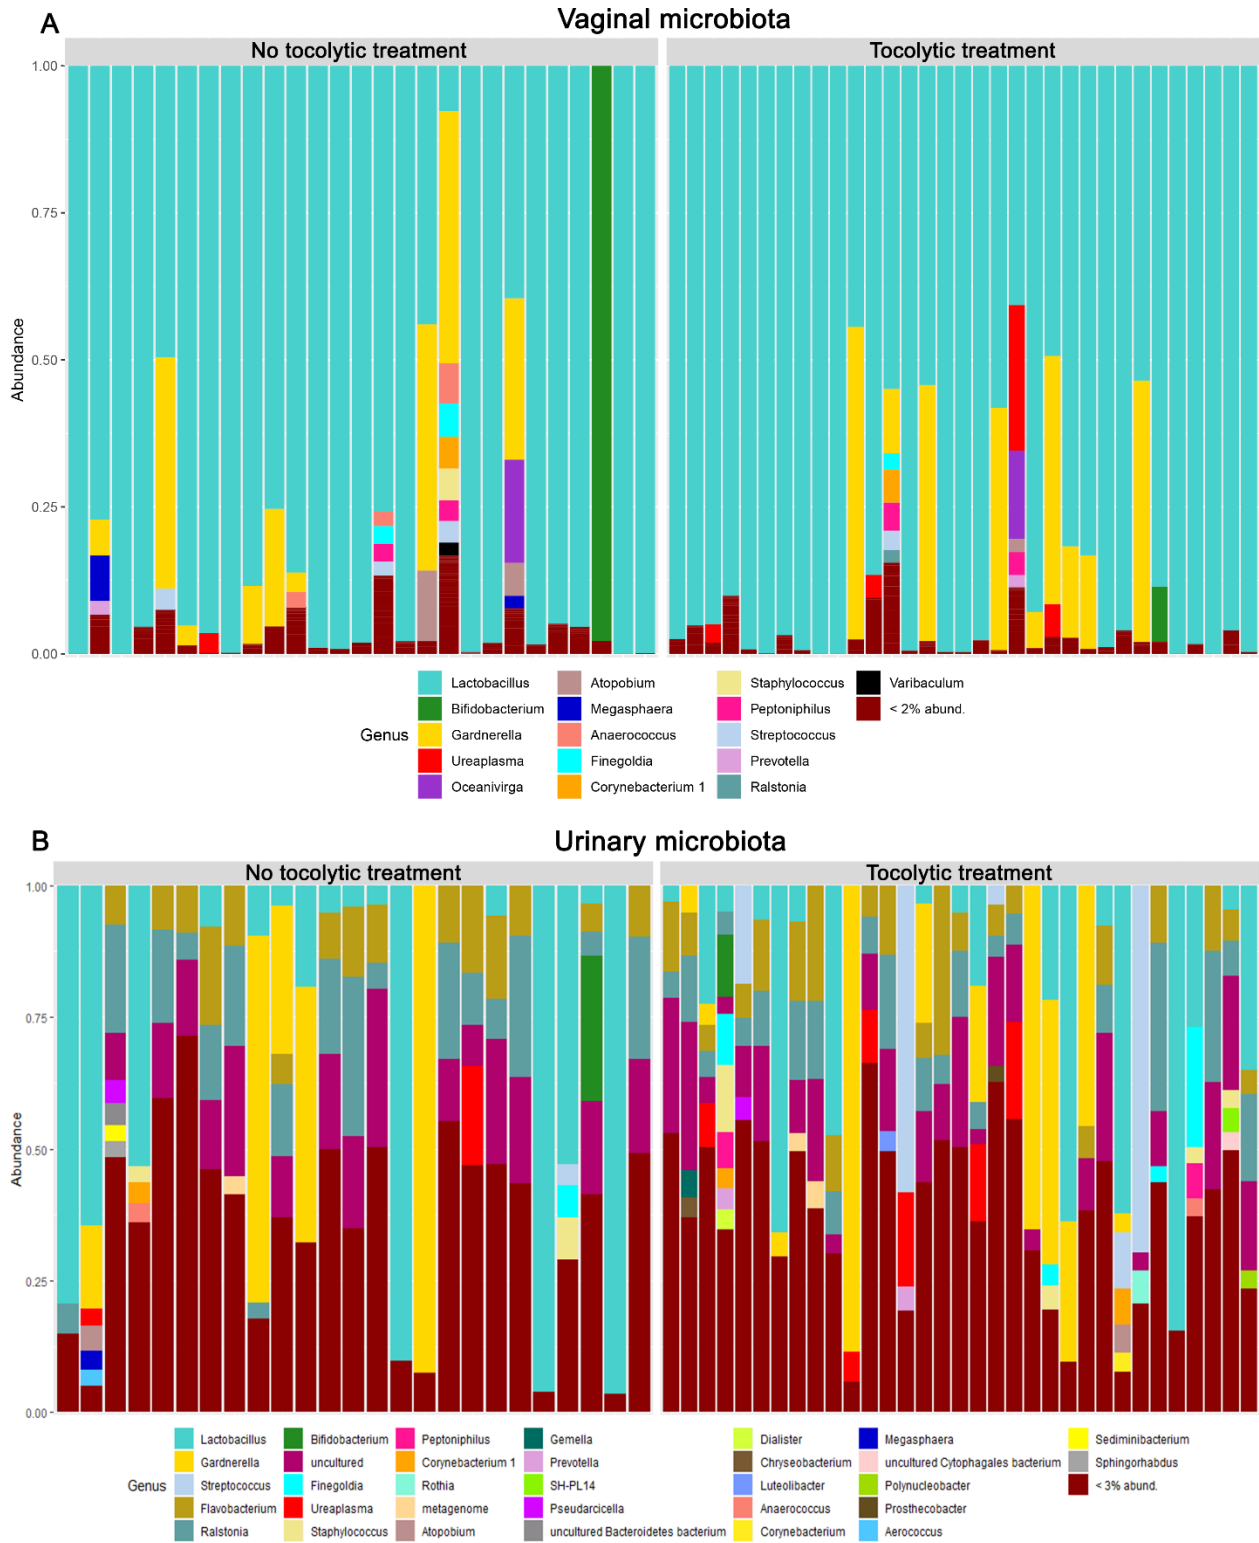 A
Vaginal microbiota
No tocolytic treatment
Tocolytic treatment
1.00
0.75
0.50
0.25
0.00
Abundance
Genus
Lactobacillus
Bifidobacterium
Gardnerella
Ureaplasma
Oceanivirga
Atopobium
Megasphaera
Anaerococcus
Finegoldia
Corynebacterium 1
Staphylococcus
Peptoniphilus
Streptococcus
Prevotella
Ralstonia
Varibaculum
< 2% abund.
B
Urinary microbiota
No tocolytic treatment
Tocolytic treatment
1.00
0.75
0.50
0.25
0.00
Abundance
Genus
Lactobacillus
Gardnerella
Streptococcus
Flavobacterium
Ralstonia
Bifidobacterium
uncultured
Finegoldia
Ureaplasma
Staphylococcus
Peptoniphilus
Corynebacterium 1
Rothia
metagenome
Atopobium
Gemella
Prevotella
SH-PL14
Pseudarcicella
uncultured Bacteroidetes bacterium
Dialister
Chryseobacterium
Luteolibacter
Anaerococcus
Corynebacterium
Megasphaera
uncultured Cytophagales bacterium
Polynucleobacter
Prosthecobacter
Aerococcus
Sediminibacterium
Sphingorhabdus
< 3% abund.